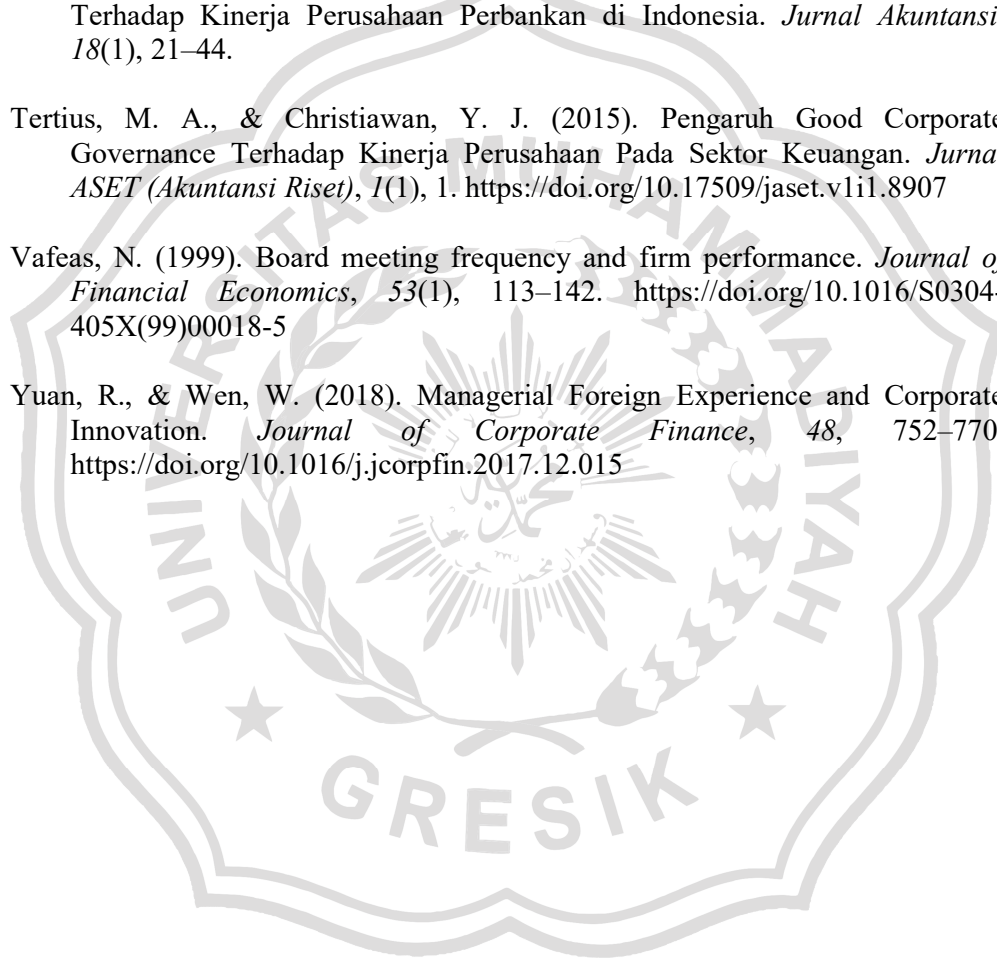 Terhadap Kinerja Perusahaan Perbankan di Indonesia. Jurnal Akuntansi
18(1), 21–44.
Tertius, M. A., & Christiawan, Y. J. (2015). Pengaruh Good Corporate
Governance Terhadap Kinerja Perusahaan Pada Sektor Keuangan. Jurnal
ASET (Akuntansi Riset), 1(1), 1. https://doi.org/10.17509/jaset.v1i1.8907
Vafeas, N. (1999). Board meeting frequency and firm performance. Journal of
Financial Economics, 53(1), 113–142. https://doi.org/10.1016/S0304-
405X(99)00018-5
Yuan, R., & Wen, W. (2018). Managerial Foreign Experience and Corporate
Innovation. Journal of Corporate Finance, 48, 752–770
https://doi.org/10.1016/j.jcorpfin.2017.12.015
UNIVERSITAS MUHAMMADIYAH
GRESIK